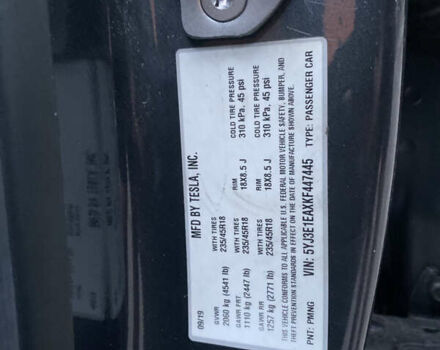 MFD BY TESLA, INC.
09/19
GVWR
2060 kg (4541 lb)
WITH TIRES
235/45R18
RIM
18X8.5 J
COLD TIRE PRESSURE
310 kPa, 45 psi
GAWR FRT
1110 kg (2447 lb)
WITH TIRES
235/45R18
RIM
18X8.5 J
COLD TIRE PRESSURE
310 kPa, 45 psi
GAWR RR
1257 kg (2771 lb)
WITH TIRES
235/45R18
THIS VEHICLE CONFORMS TO ALL APPLICABLE U.S. FEDERAL MOTOR VEHICLE SAFETY, BUMPER, AND
THEFT PREVENTION STANDARDS IN EFFECT ON THE DATE OF MANUFACTURE SHOWN ABOVE.
PNT: PMNG VIN: 5YJ3E1EAXKF447445 TYPE: PASSENGER CAR